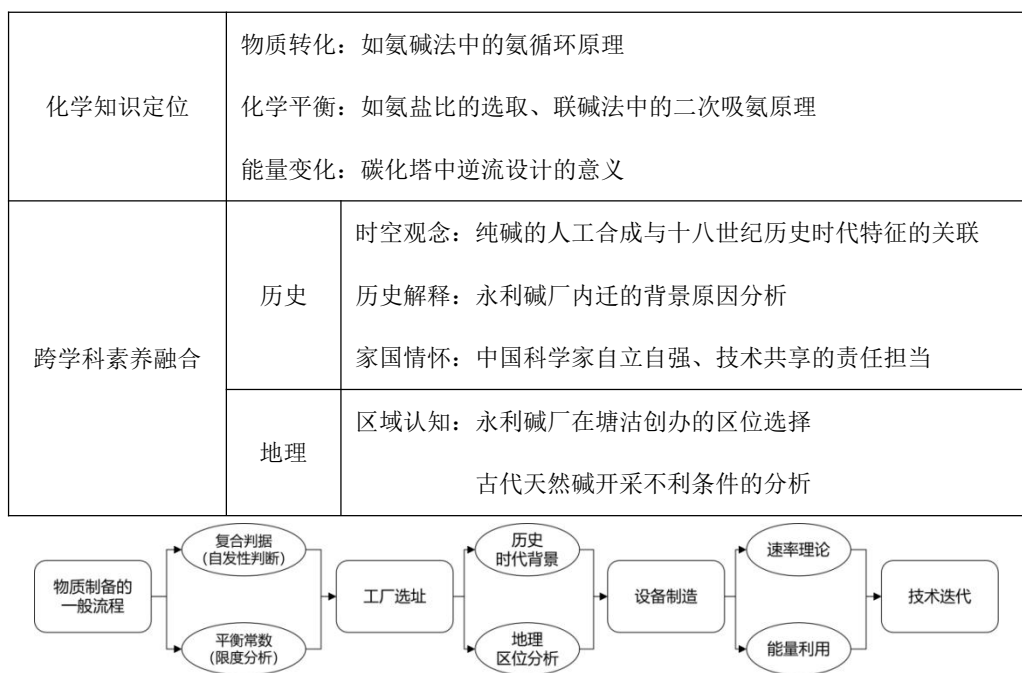 化学知识定位
物质转化：如氨碱法中的氨循环原理
化学平衡：如氨盐比的选取、联碱法中的二次吸氨原理
能量变化：碳化塔中逆流设计的意义
跨学科素养融合
历史
时空观念：纯碱的人工合成与十八世纪历史时代特征的关联
历史解释：永利碱厂内迁的背景原因分析
家国情怀：中国科学家自立自强、技术共享的责任担当
地理
区域认知：永利碱厂在塘沽创办的区位选择
古代天然碱开采不利条件的分析
物质制备的
一般流程
复合判据
(自发性判断)
平衡常数
(限度分析)
工厂选址
历史
时代背景
地理
区位分析
设备制造
速率理论
能量利用
技术迭代